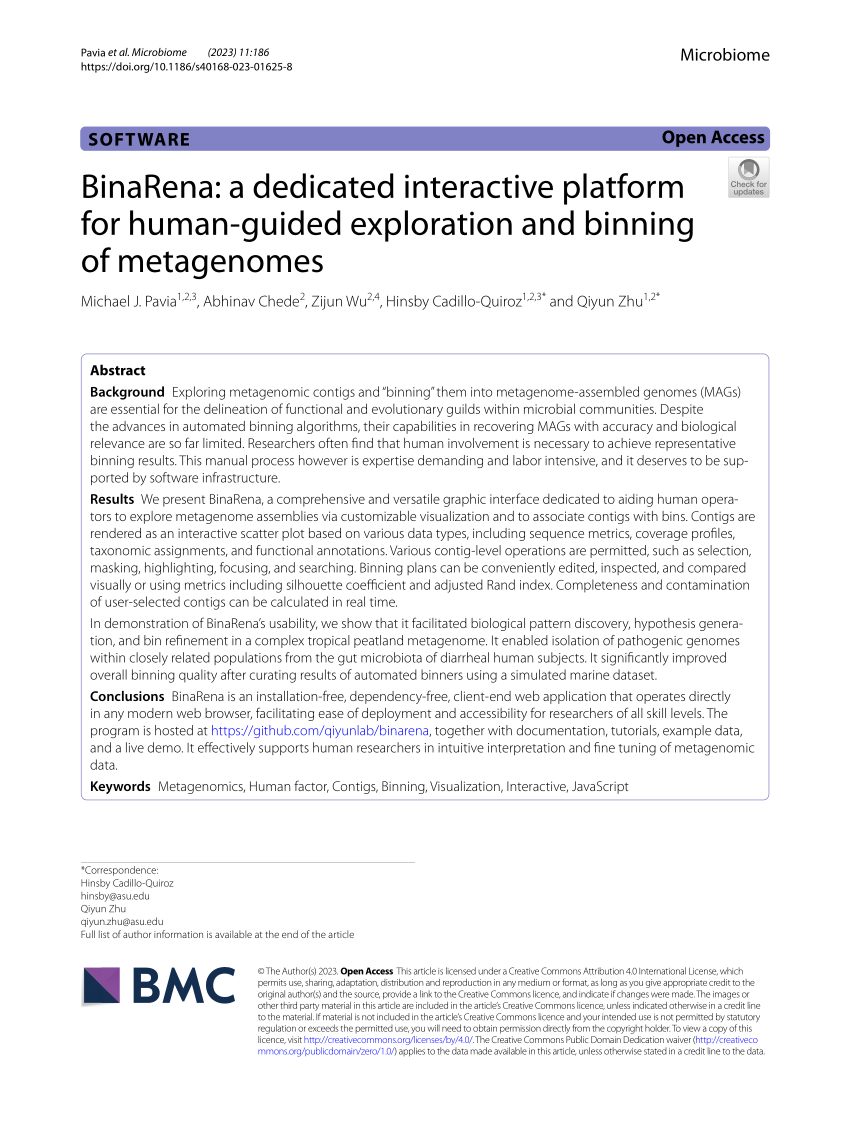 Pavia et al. Microbiome (2023) 11:186
https://doi.org/10.1186/s40168-023-01625-8
Microbiome
SOFTWARE
Open Access
Check for
updates
BinaRena: a dedicated interactive platform
for human-guided exploration and binning
of metagenomes
Michael J. Pavia1,2,3, Abhinav Chede2, Zijun Wu2,4, Hinsby Cadillo-Quiroz1,2,3* and Qiyun Zhu1,2*
Abstract
Background Exploring metagenomic contigs and “binning” them into metagenome-assembled genomes (MAGs)
are essential for the delineation of functional and evolutionary guilds within microbial communities. Despite
the advances in automated binning algorithms, their capabilities in recovering MAGs with accuracy and biological
relevance are so far limited. Researchers often find that human involvement is necessary to achieve representative
binning results. This manual process however is expertise demanding and labor intensive, and it deserves to be sup-
ported by software infrastructure.
Results We present BinaRena, a comprehensive and versatile graphic interface dedicated to aiding human opera-
tors to explore metagenome assemblies via customizable visualization and to associate contigs with bins. Contigs are
rendered as an interactive scatter plot based on various data types, including sequence metrics, coverage profiles,
taxonomic assignments, and functional annotations. Various contig-level operations are permitted, such as selection,
masking, highlighting, focusing, and searching. Binning plans can be conveniently edited, inspected, and compared
visually or using metrics including silhouette coefficient and adjusted Rand index. Completeness and contamination
of user-selected contigs can be calculated in real time.
In demonstration of BinaRena’s usability, we show that it facilitated biological pattern discovery, hypothesis genera-
tion, and bin refinement in a complex tropical peatland metagenome. It enabled isolation of pathogenic genomes
within closely related populations from the gut microbiota of diarrheal human subjects. It significantly improved
overall binning quality after curating results of automated binners using a simulated marine dataset.
Conclusions BinaRena is an installation-free, dependency-free, client-end web application that operates directly
in any modern web browser, facilitating ease of deployment and accessibility for researchers of all skill levels. The
program is hosted at https://github.com/qiyunlab/binarena, together with documentation, tutorials, example data,
and a live demo. It effectively supports human researchers in intuitive interpretation and fine tuning of metagenomic
data.
Keywords Metagenomics, Human factor, Contigs, Binning, Visualization, Interactive, JavaScript
*Correspondence:
Hinsby Cadillo-Quiroz
hinsby@asu.edu
Qiyun Zhu
qiyun.zhu@asu.edu
Full list of author information is available at the end of the article
BMC
© The Author(s) 2023. Open Access This article is licensed under a Creative Commons Attribution 4.0 International License, which
permits use, sharing, adaptation, distribution and reproduction in any medium or format, as long as you give appropriate credit to the
original author(s) and the source, provide a link to the Creative Commons licence, and indicate if changes were made. The images or
other third party material in this article are included in the article's Creative Commons licence, unless indicated otherwise in a credit line
to the material. If material is not included in the article's Creative Commons licence and your intended use is not permitted by statutory
regulation or exceeds the permitted use, you will need to obtain permission directly from the copyright holder. To view a copy of this
licence, visit http://creativecommons.org/licenses/by/4.0/. The Creative Commons Public Domain Dedication waiver (http://creativeco
mmons.org/publicdomain/zero/1.0/) applies to the data made available in this article, unless otherwise stated in a credit line to the data.